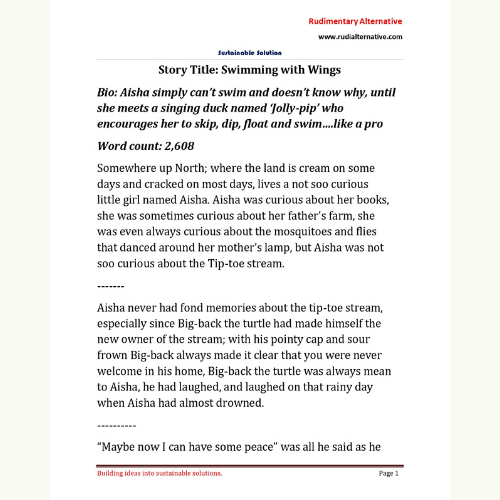 Rudimentary Alternative
www.rudialternative.com
Sustainable Solution
Story Title: Swimming with Wings
Bio: Aisha simply can't swim and doesn't know why, until
she meets a singing duck named 'Jolly-pip' who
encourages her to skip, dip, float and swim....like a pro
Word count: 2,608
Somewhere up North; where the land is cream on some
days and cracked on most days, lives a not soo curious
little girl named Aisha. Aisha was curious about her books,
she was sometimes curious about her father's farm, she
was even always curious about the mosquitoes and flies
that danced around her mother's lamp, but Aisha was not
soo curious about the Tip-toe stream.
-------
Aisha never had fond memories about the tip-toe stream,
especially since Big-back the turtle had made himself the
new owner of the stream; with his pointy cap and sour
frown Big-back always made it clear that you were never
welcome in his home, Big-back the turtle was always mean
to Aisha, he had laughed, and laughed on that rainy day
when Aisha had almost drowned.
----------
"Maybe now I can have some peace" was all he said as he
Building ideas into sustainable solutions.
Page 1